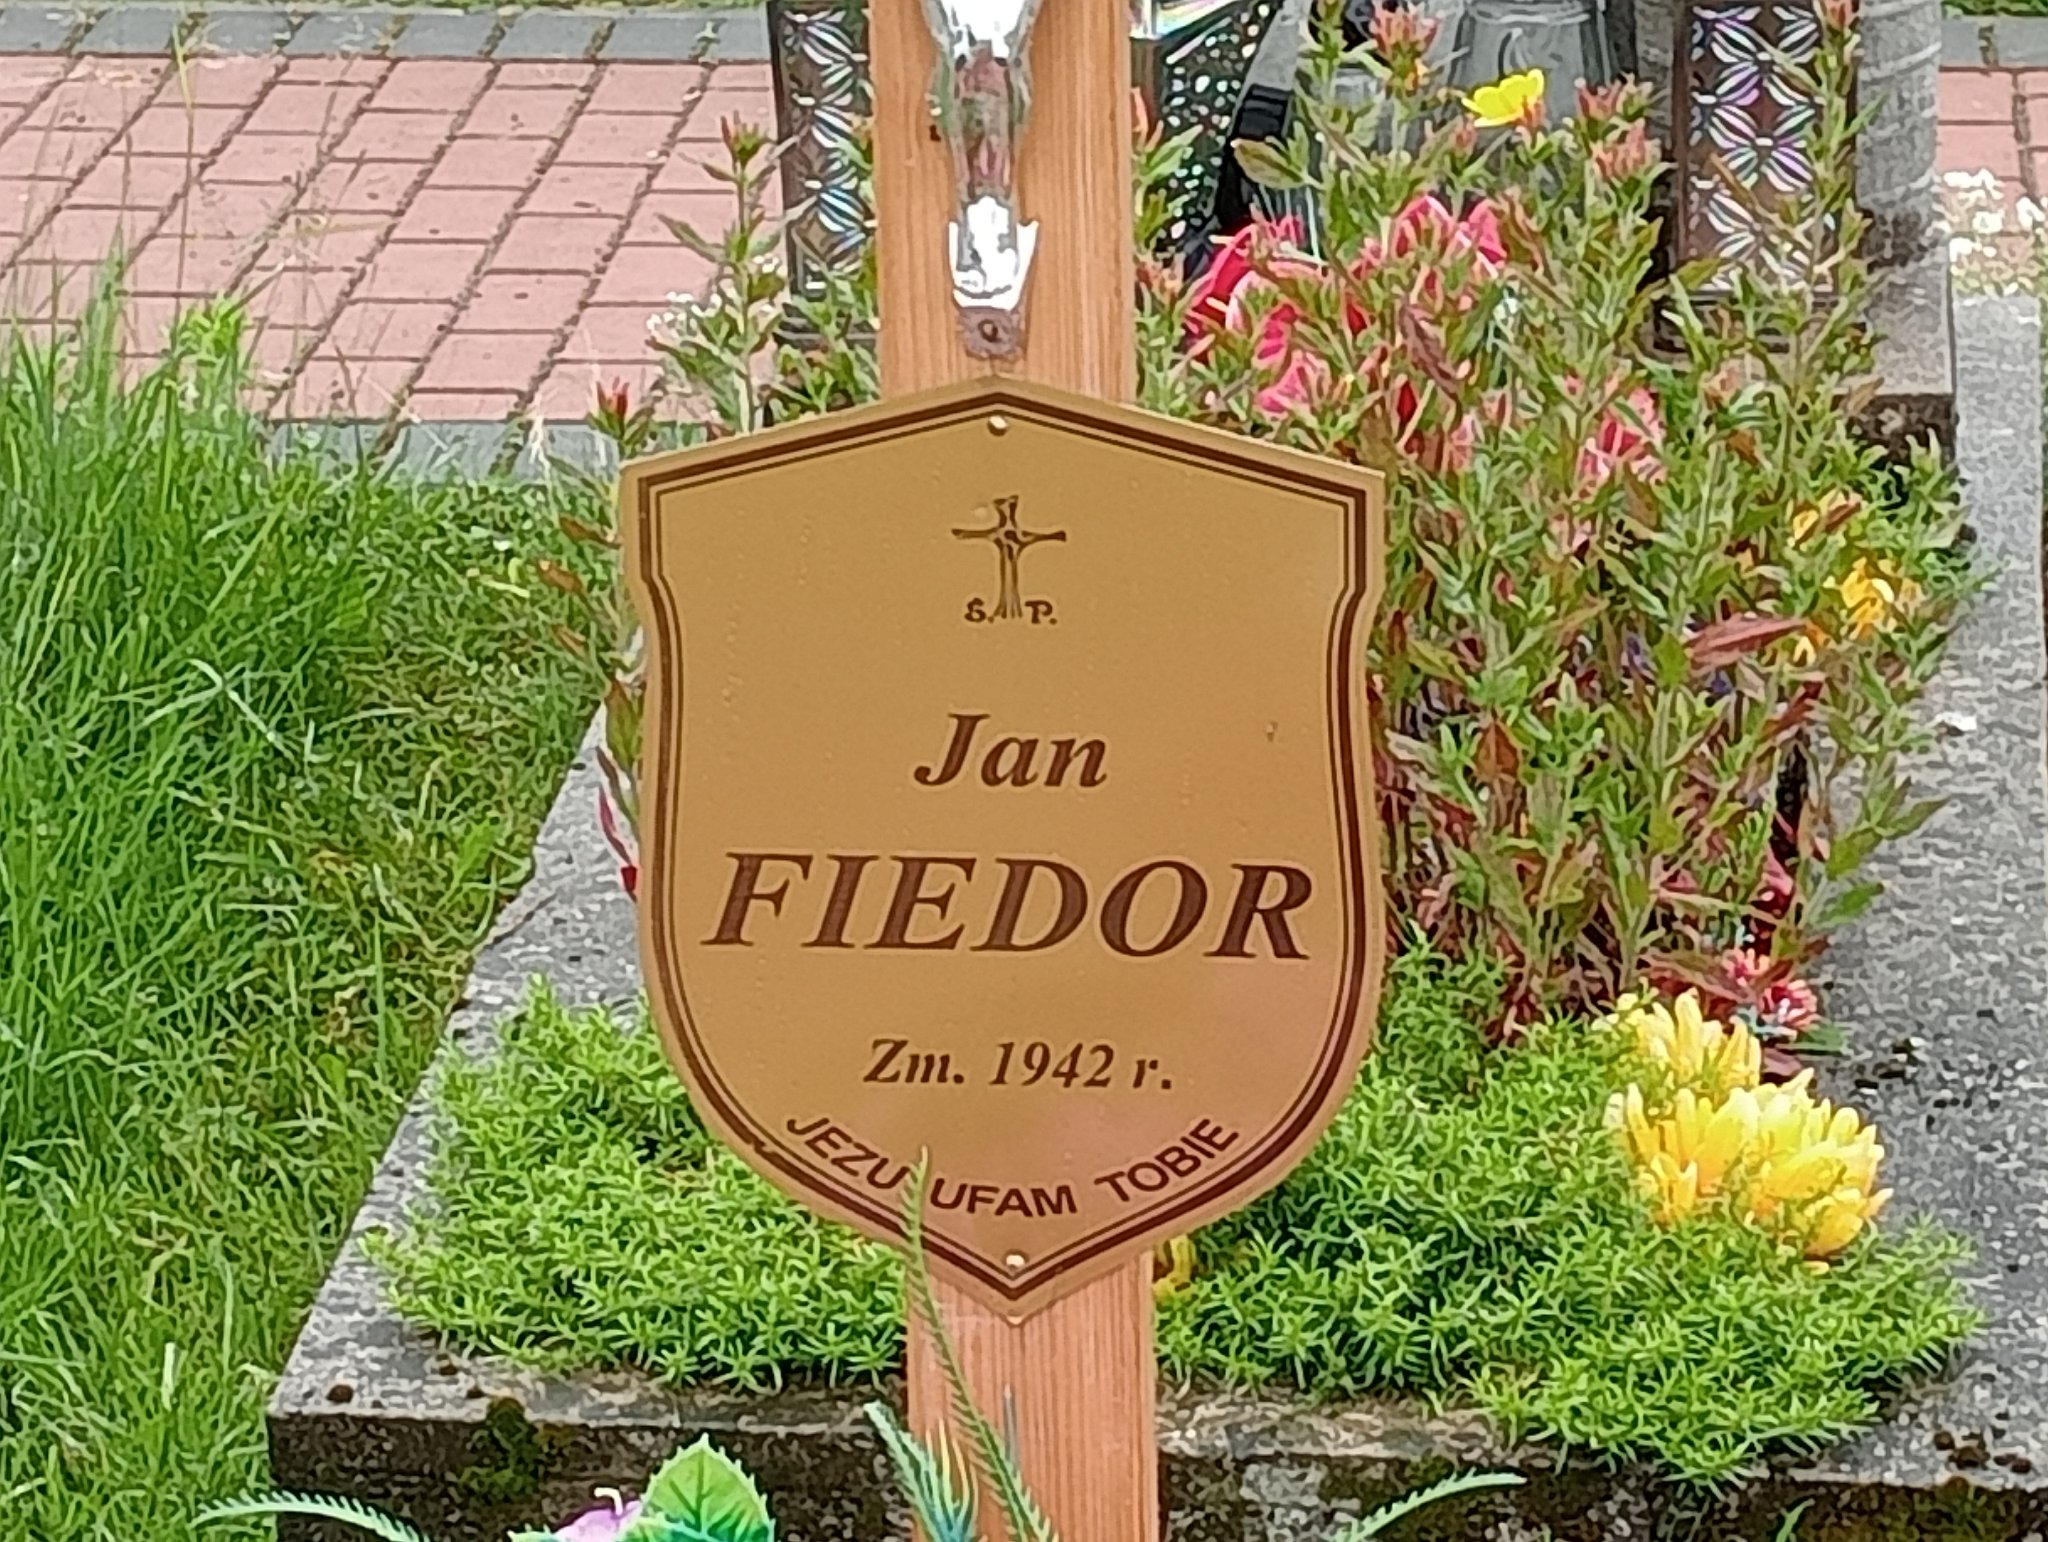 Ś. P.
Jan
FIEDOR
Zm. 1942 r.
JEZU UFAM TOBIE